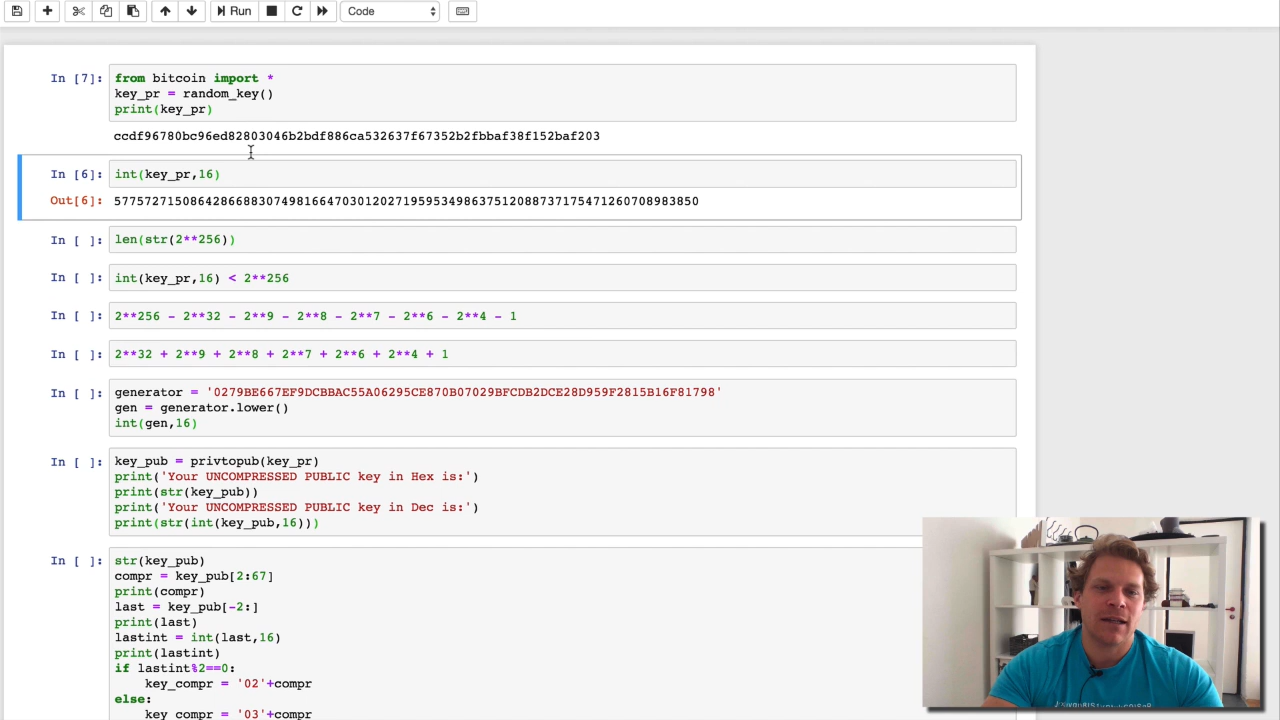 Run
Code
In [7]:
from bitcoin import *
key_pr = random_key()
print(key_pr)
ccdf96780bc96ed82803046b2bdf886ca532637f67352b2fbbaf38f152baf203
In [6]:
int(key_pr,16)
Out[6]:
57757271508642866883074981664703012027195953498637512088737175471260708983850
In [ ]:
len(str(2**256))
In [ ]:
int(key_pr,16) < 2**256
In [ ]:
2**256 - 2**32 - 2**9 - 2**8 - 2**7 - 2**6 - 2**4 - 1
In [ ]:
2**32 + 2**9 + 2**8 + 2**7 + 2**6 + 2**4 + 1
In [ ]:
generator = '0279BE667EF9DCBBAC55A06295CE870B07029BFCDB2DCE28D959F2815B16F81798'
gen = generator.lower()
int(gen,16)
In [ ]:
key_pub = privtopub(key_pr)
print('Your UNCOMPRESSED PUBLIC key in Hex is:')
print(str(key_pub))
print('Your UNCOMPRESSED PUBLIC key in Dec is:')
print(str(int(key_pub,16)))
In [ ]:
str(key_pub)
compr = key_pub[2:67]
print(compr)
last = key_pub[-2:]
print(last)
lastint = int(last,16)
print(lastint)
if lastint%2==0:
key_compr = '02'+compr
else:
key_compr = '03'+compr